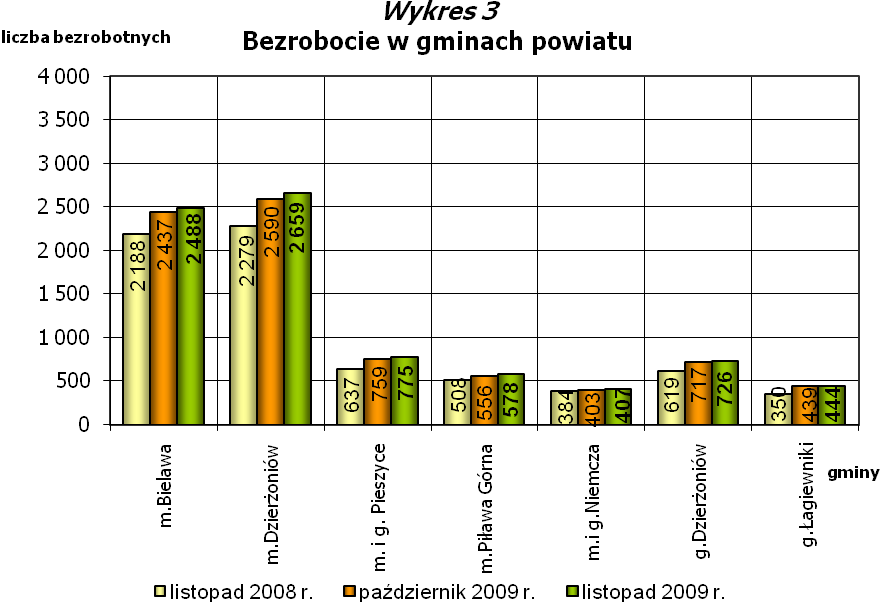 Wykres 3
Bezrobocie w gminach powiatu
liczba bezrobotnych
4 000
3 500
3 000
2 500
2 000
1 500
1 000
500
0
2 188
2 437
2 488
2 279
2 590
2 659
637
759
775
508
556
578
384
403
407
619
717
726
350
439
444
m.Bielawa
m.Dzierżoniów
m. i g. Pieszyce
m.Piława Górna
m.i g.Niemcza
g.Dzierżoniów
g.Łagiewniki
gminy
listopad 2008 r.
październik 2009 r.
listopad 2009 r.